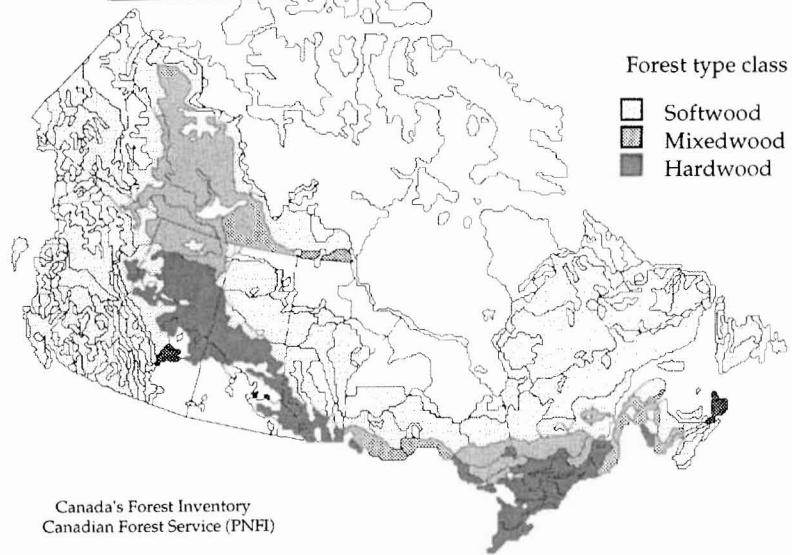 Forest type class
Softwood
Mixedwood
Hardwood
Canada's Forest Inventory
Canadian Forest Service (PNFI)